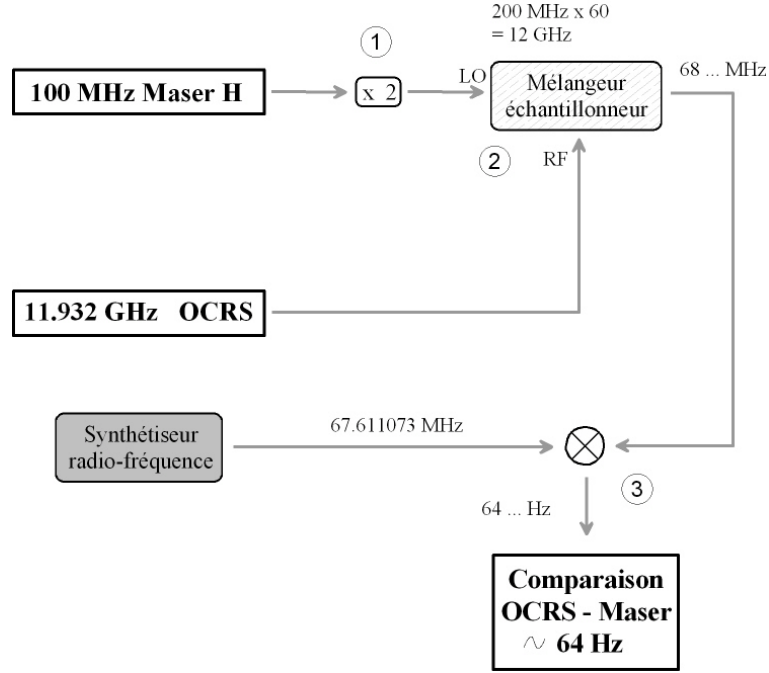 200 MHz x 60
= 12 GHz
1
100 MHz Maser H
x 2
LO
Mélangeur
échantillonneur
68 ... MHz
2
RF
11.932 GHz OCRS
Synthétiseur
radio-fréquence
67.611073 MHz
3
64 ... Hz
Comparaison
OCRS - Maser
~ 64 Hz